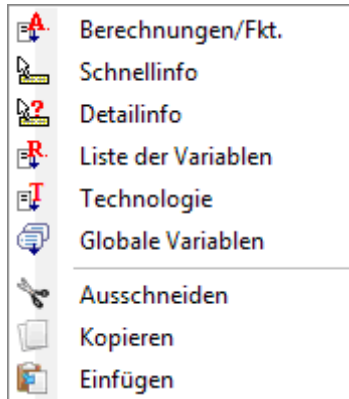 Berechnungen/Fkt.
Schnellinfo
Detailinfo
Liste der Variablen
Technologie
Globale Variablen
Ausschneiden
Kopieren
Einfügen